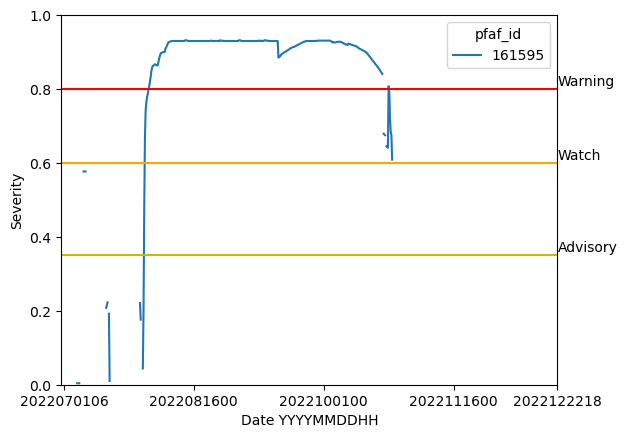 1.0
0.8
0.6
0.4
0.2
0.0
Severity
pfaf_id
161595
Warning
Watch
Advisory
2022070106 2022081600 2022100100 2022111600 2022122218
Date YYYYMMDDHH